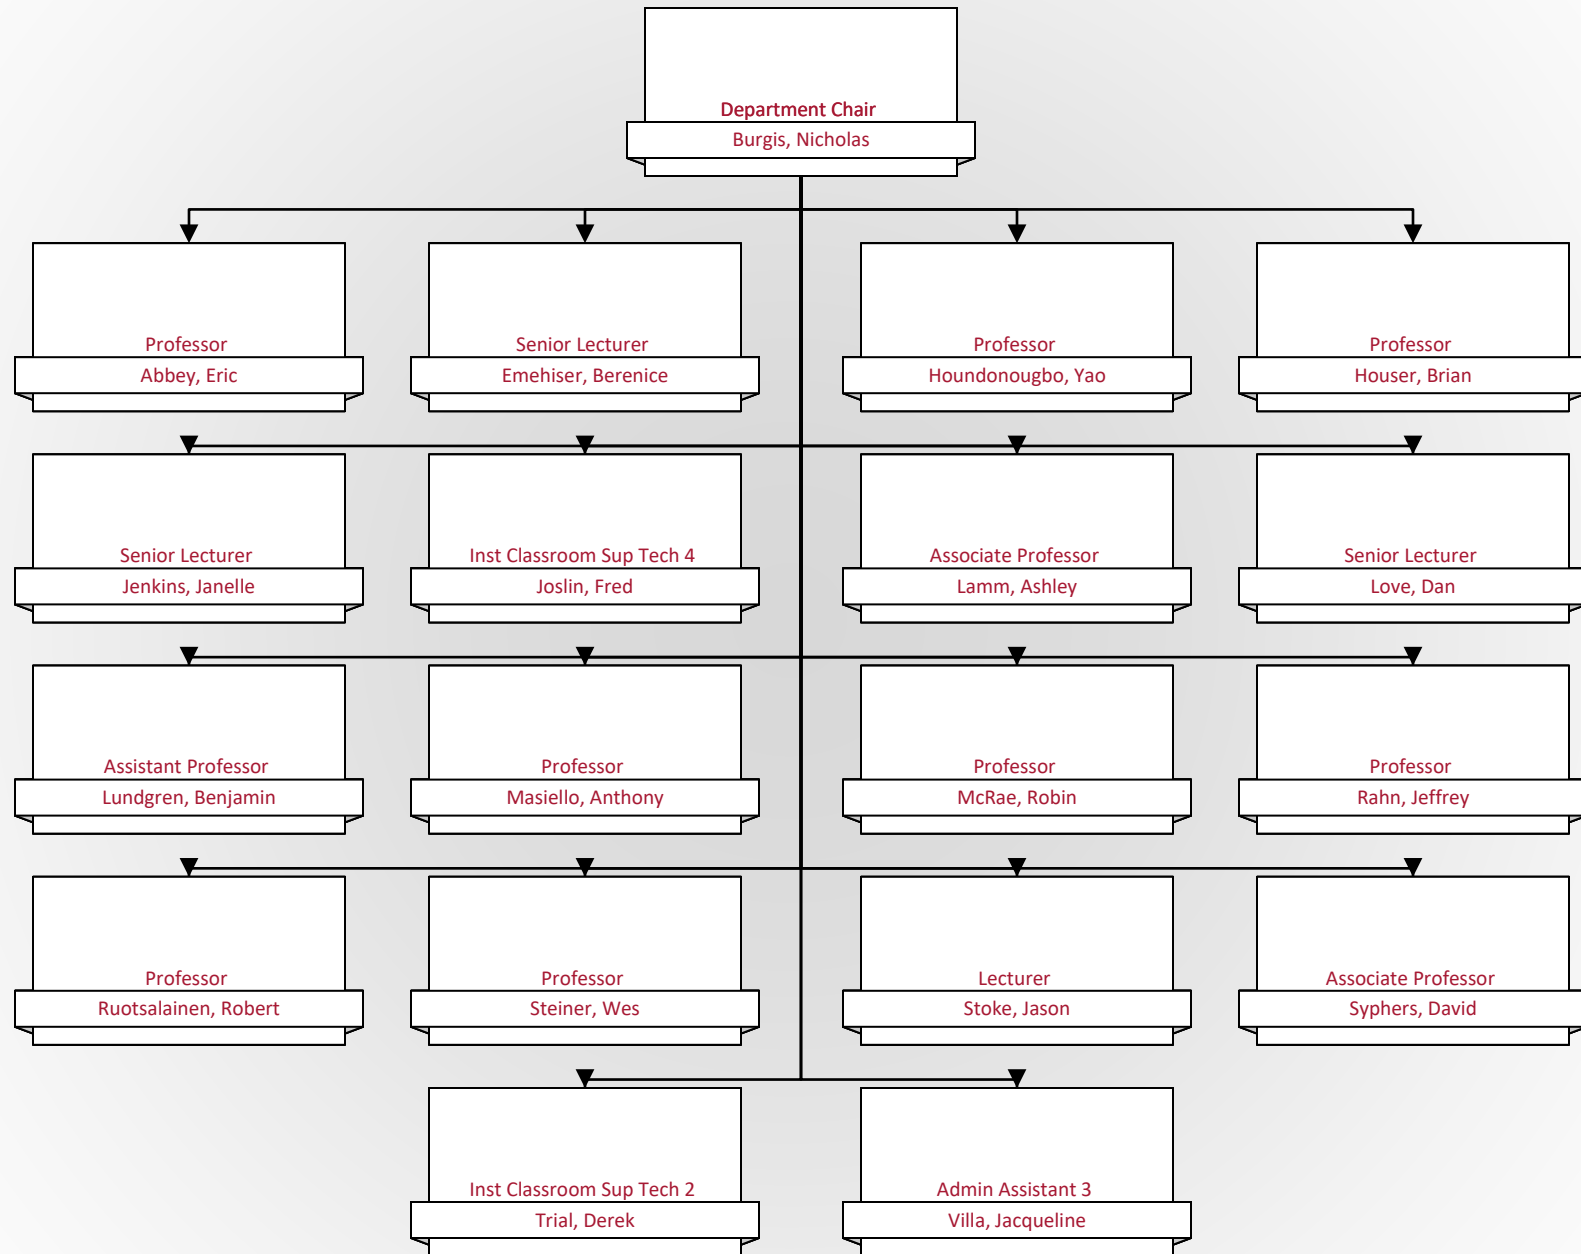 Department Chair
Burgis, Nicholas
Professor
Abbey, Eric
Senior Lecturer
Emehiser, Berenice
Professor
Houndonougbo, Yao
Professor
Houser, Brian
Senior Lecturer
Jenkins, Janelle
Inst Classroom Sup Tech 4
Joslin, Fred
Associate Professor
Lamm, Ashley
Senior Lecturer
Love, Dan
Assistant Professor
Lundgren, Benjamin
Professor
Masiello, Anthony
Professor
McRae, Robin
Professor
Rahn, Jeffrey
Professor
Ruotsalainen, Robert
Professor
Steiner, Wes
Lecturer
Stoke, Jason
Associate Professor
Syphers, David
Inst Classroom Sup Tech 2
Trial, Derek
Admin Assistant 3
Villa, Jacqueline